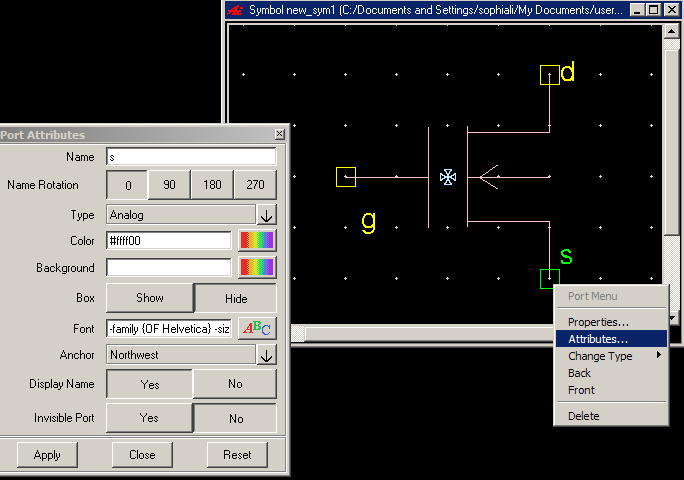 Symbol new_sym1 (C:/Documents and Settings/sophiali/My Documents/user...
d
g
s
Port Attributes
Name s
Name Rotation 0 90 180 270
Type Analog
Color #ffff00
Background
Box Show Hide
Font -family {OF Helvetica} -siz ABC
Anchor Northwest
Display Name Yes No
Invisible Port Yes No
Apply Close Reset
Port Menu
Properties...
Attributes...
Change Type
Back
Front
Delete